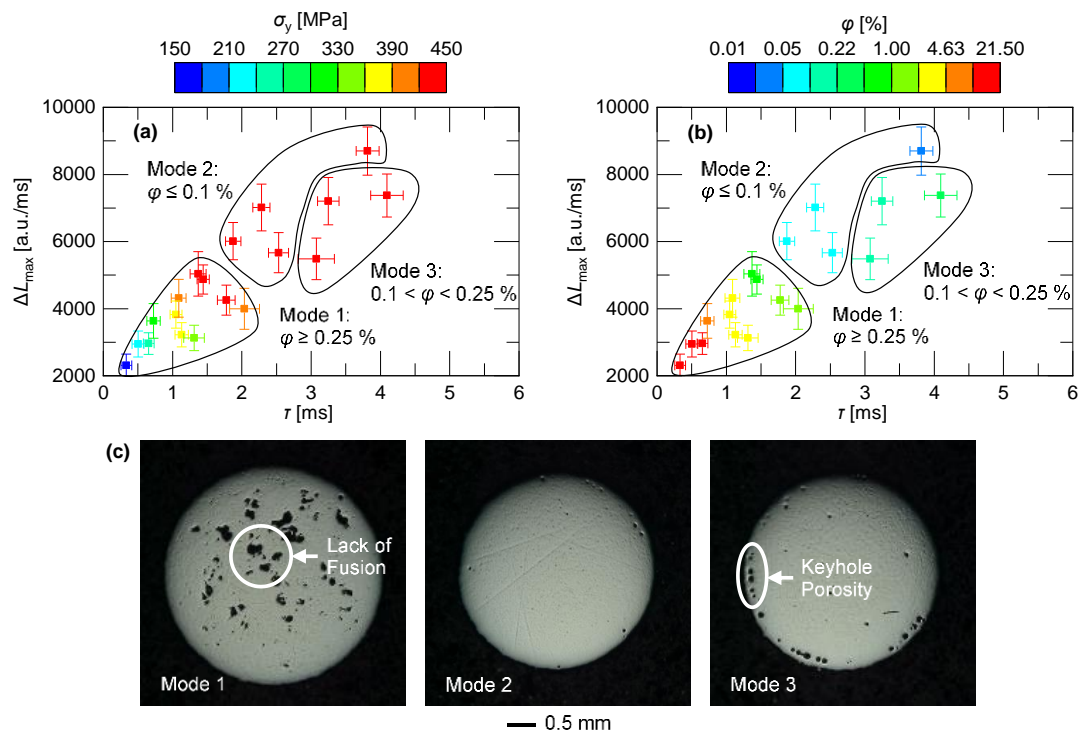 σy [MPa]
150 210 270 330 390 450
φ [%]
0.01 0.05 0.22 1.00 4.63 21.50
(a)
10000
8000
6000
4000
2000
ΔLmax [a.u./ms]
Mode 2:
φ ≤ 0.1 %
Mode 3:
0.1 < φ < 0.25 %
Mode 1:
φ ≥ 0.25 %
0 1 2 3 4 5 6
τ [ms]
(b)
10000
8000
6000
4000
2000
ΔLmax [a.u./ms]
Mode 2:
φ ≤ 0.1 %
Mode 3:
0.1 < φ < 0.25 %
Mode 1:
φ ≥ 0.25 %
0 1 2 3 4 5 6
τ [ms]
(c)
Lack of
Fusion
Mode 1
Mode 2
Keyhole
Porosity
Mode 3
0.5 mm